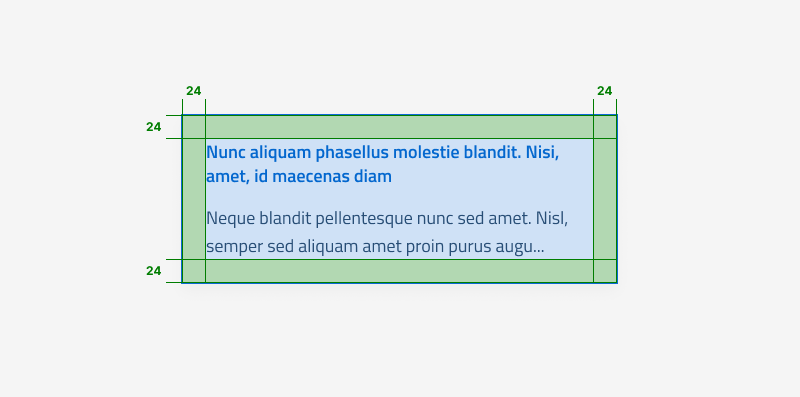 24
24
24
Nunc aliquam phasellus molestie blandit. Nisi,
amet, id maecenas diam
Neque blandit pellentesque nunc sed amet. Nisl,
semper sed aliquam amet proin purus augu...
24